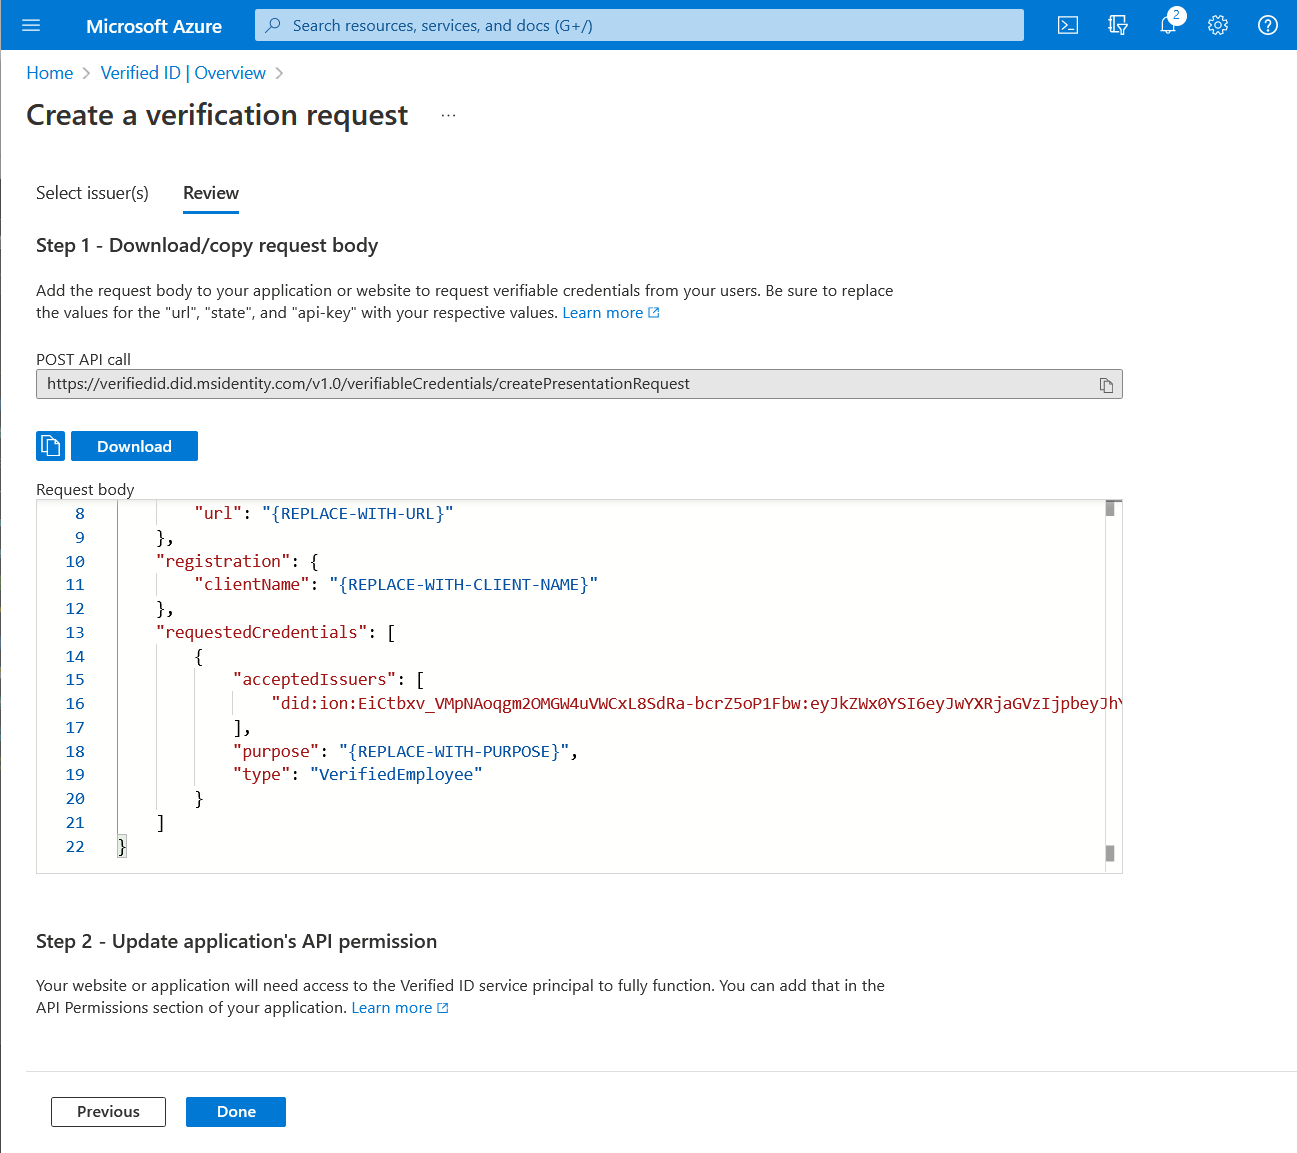 Microsoft Azure
Search resources, services, and docs (G+/)
2
Home > Verified ID | Overview >
Create a verification request ...
Select issuer(s) Review
Step 1 - Download/copy request body
Add the request body to your application or website to request verifiable credentials from your users. Be sure to replace
the values for the "url", "state", and "api-key" with your respective values. Learn more
POST API call
https://verifiedid.did.msidentity.com/v1.0/verifiableCredentials/createPresentationRequest
Download
Request body
8 "url": "{REPLACE-WITH-URL}"
9 },
10 "registration": {
11 "clientName": "{REPLACE-WITH-CLIENT-NAME}"
12 },
13 "requestedCredentials": [
14 {
15 "acceptedIssuers": [
16 "did:ion:EiCtbxv_VMpNAoqgm2OMGW4uVWCxL8SdRa-bcrZ5oP1Fbw:eyJkZWx0YSI6eyJwYXRjaGVzIjpbeyJhY
17 ],
18 "purpose": "{REPLACE-WITH-PURPOSE}",
19 "type": "VerifiedEmployee"
20 }
21 ]
22 }
Step 2 - Update application's API permission
Your website or application will need access to the Verified ID service principal to fully function. You can add that in the
API Permissions section of your application. Learn more
Previous Done